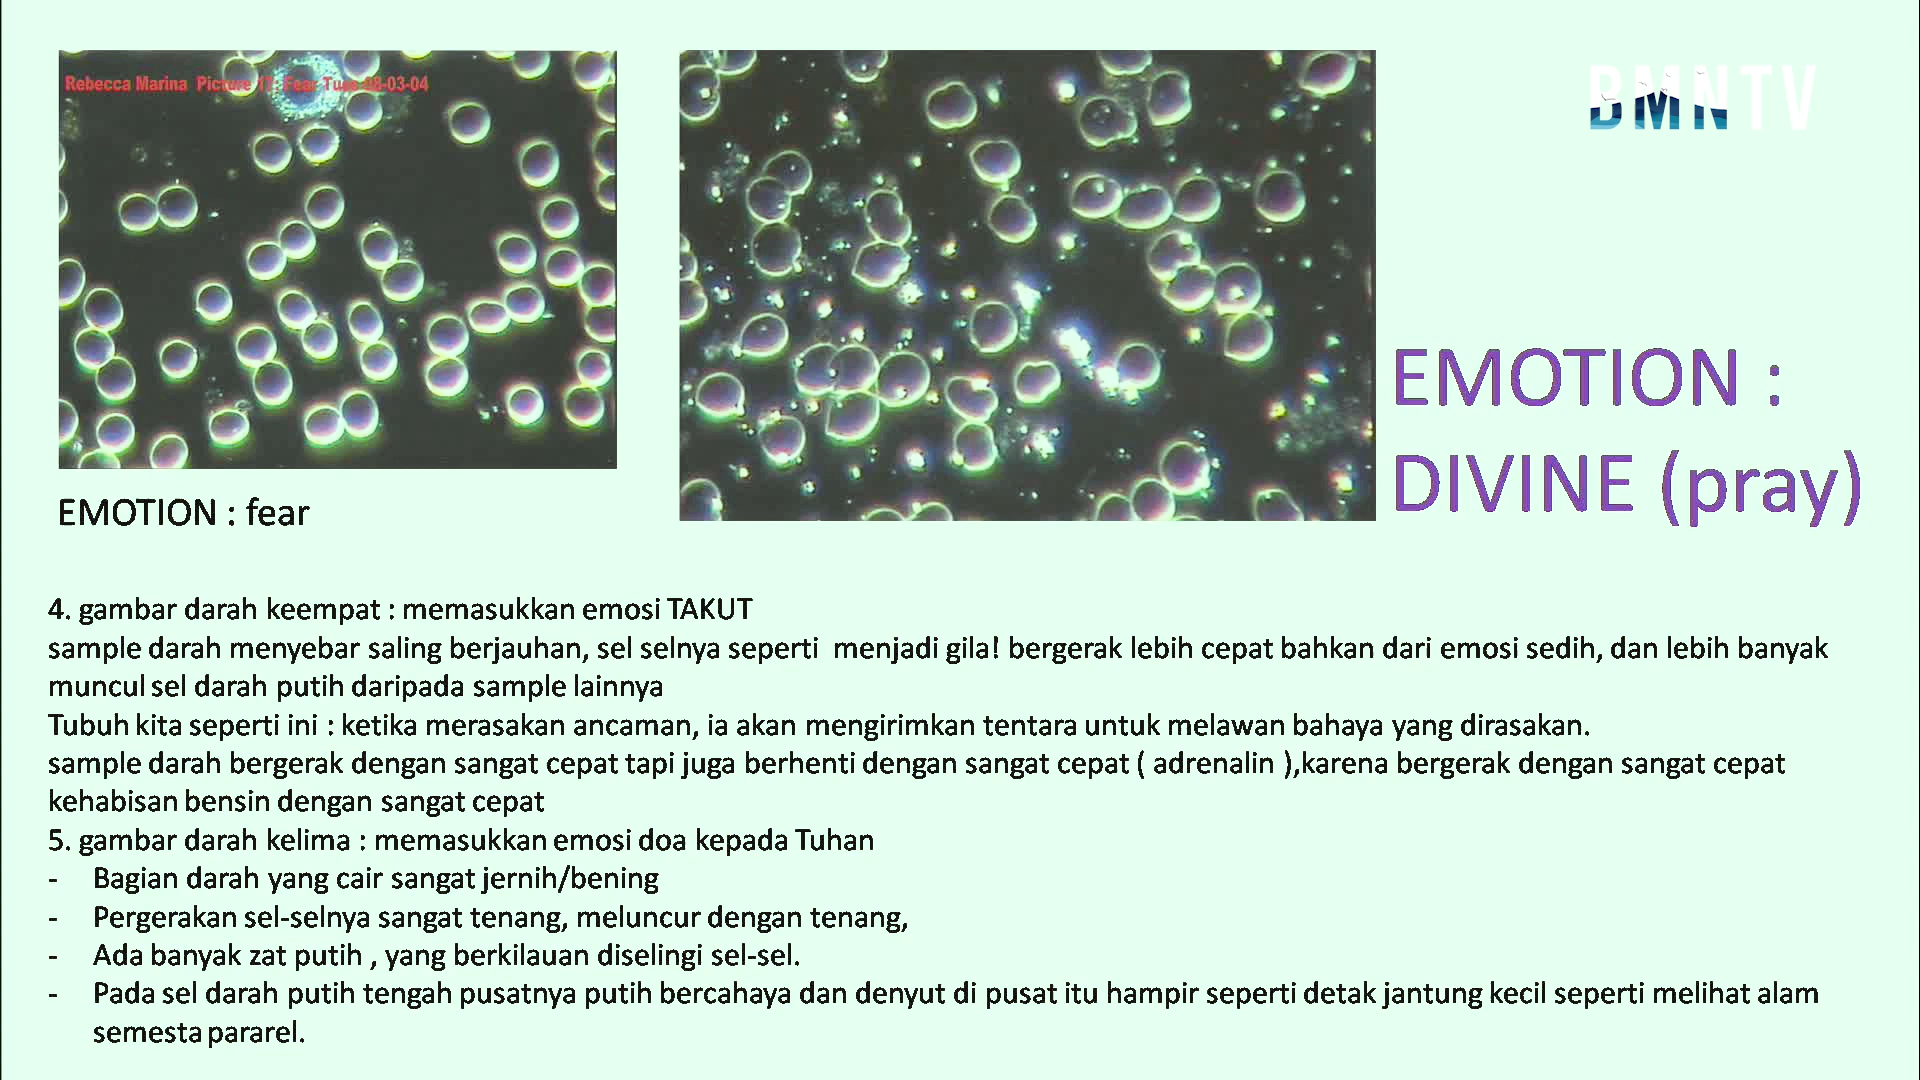 Rebecca Marina Picture 17: Fear Tues 08-03-04
BMNTV
EMOTION :
DIVINE (pray)
EMOTION : fear
4. gambar darah keempat : memasukkan emosi TAKUT
sample darah menyebar saling berjauhan, sel selnya seperti menjadi gila! bergerak lebih cepat bahkan dari emosi sedih, dan lebih banyak
muncul sel darah putih daripada sample lainnya
Tubuh kita seperti ini : ketika merasakan ancaman, ia akan mengirimkan tentara untuk melawan bahaya yang dirasakan.
sample darah bergerak dengan sangat cepat tapi juga berhenti dengan sangat cepat ( adrenalin ),karena bergerak dengan sangat cepat
kehabisan bensin dengan sangat cepat
5. gambar darah kelima : memasukkan emosi doa kepada Tuhan
- Bagian darah yang cair sangat jernih/bening
- Pergerakan sel-selnya sangat tenang, meluncur dengan tenang,
- Ada banyak zat putih , yang berkilauan diselingi sel-sel.
- Pada sel darah putih tengah pusatnya putih bercahaya dan denyut di pusat itu hampir seperti detak jantung kecil seperti melihat alam
semesta pararel.